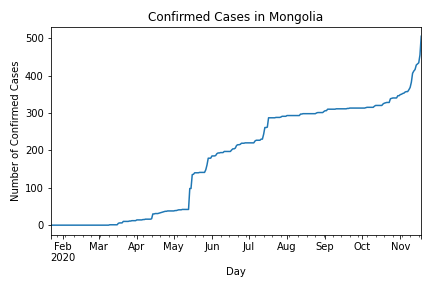 Confirmed Cases in Mongolia
Number of Confirmed Cases
500
400
300
200
100
0
Feb Mar Apr May Jun Jul Aug Sep Oct Nov
2020
Day